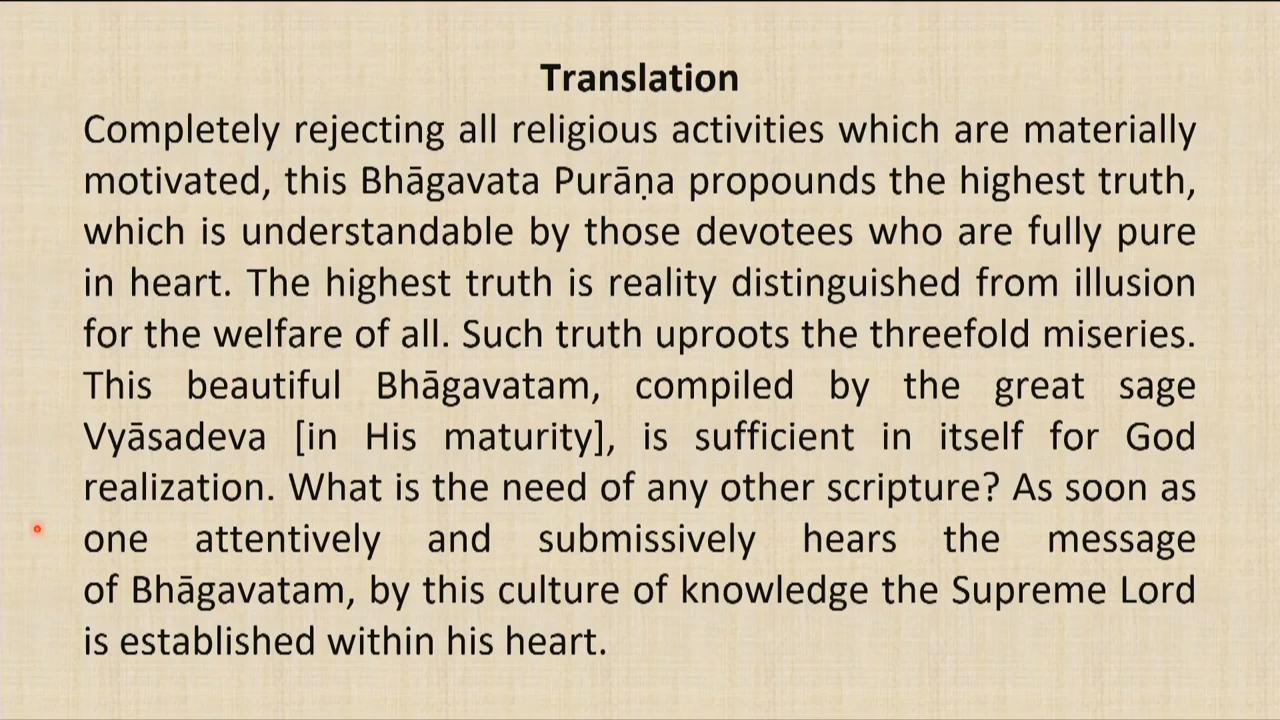 Translation
Completely rejecting all religious activities which are materially
motivated, this Bhāgavata Purāṇa propounds the highest truth,
which is understandable by those devotees who are fully pure
in heart. The highest truth is reality distinguished from illusion
for the welfare of all. Such truth uproots the threefold miseries.
This beautiful Bhāgavatam, compiled by the great sage
Vyāsadeva [in His maturity], is sufficient in itself for God
realization. What is the need of any other scripture? As soon as
one attentively and submissively hears the message
of Bhāgavatam, by this culture of knowledge the Supreme Lord
is established within his heart.